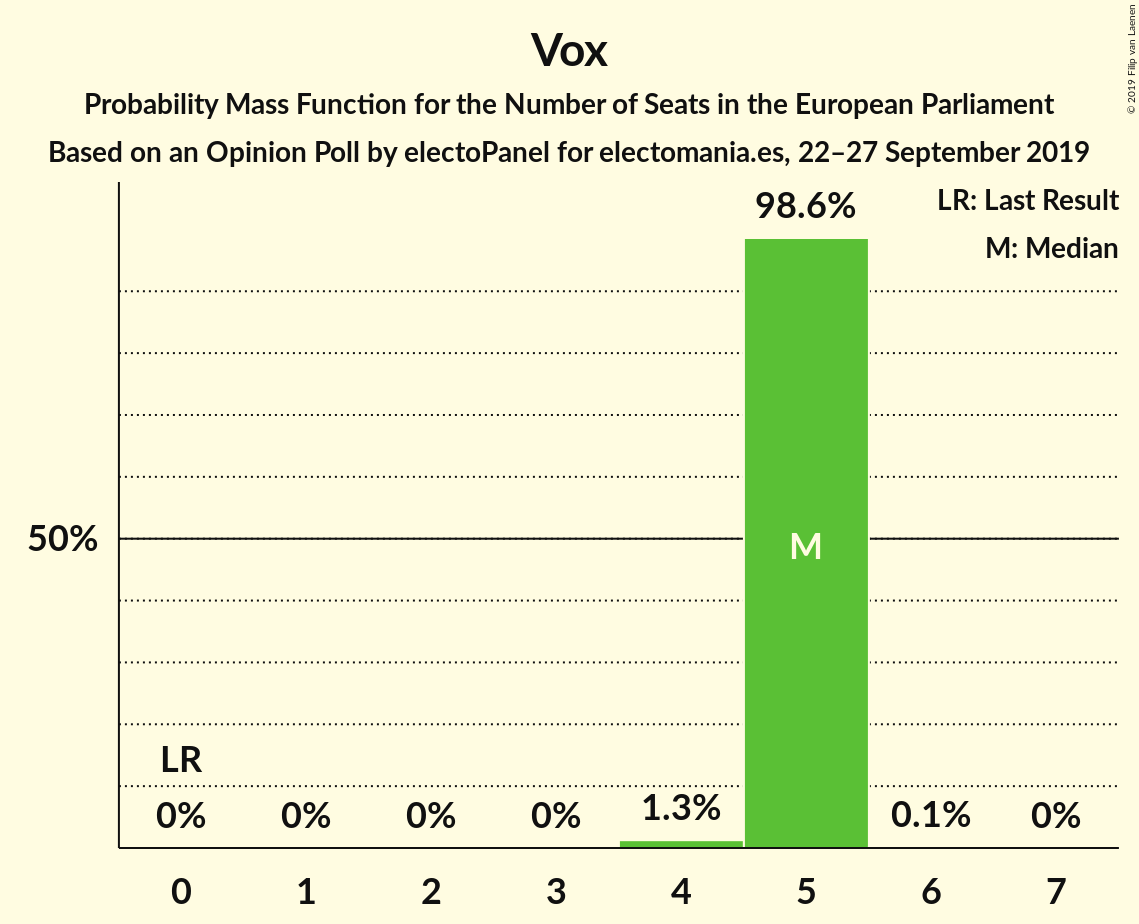 Vox
Probability Mass Function for the Number of Seats in the European Parliament
Based on an Opinion Poll by electoPanel for electomania.es, 22–27 September 2019
© 2019 Filip van Laenen
LR: Last Result
M: Median
98.6%
50%
M
LR
0% 0% 0% 0% 1.3% 0.1% 0%
0 1 2 3 4 5 6 7